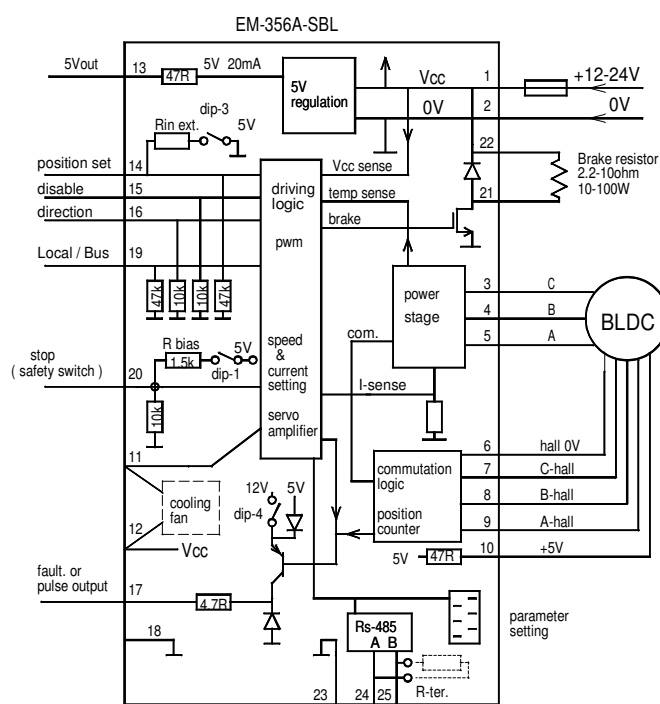 EM-356A-SBL
5Vout
13
47R
5V 20mA
5V
regulation
Vcc
1
+12-24V
0V
2
0V
Rin ext.
dip-3
5V
22
21
Brake resistor
2.2-10ohm
10-100W
position set
14
disable
15
direction
16
Local / Bus
19
47k
10k
10k
47k
driving
logic
pwm
speed
&
current
setting
servo
amplifier
Vcc sense
temp sense
brake
power
stage
3
C
4
B
5
A
BLDC
com.
I-sense
stop
( safety switch )
20
R bias
1.5k
5V
dip-1
10k
11
cooling
fan
12
Vcc
commutation
logic
position
counter
6
hall 0V
7
C-hall
8
B-hall
9
A-hall
5V
47R
10
+5V
12V
5V
dip-4
fault. or
pulse output
17
4.7R
18
Rs-485
A B
parameter
setting
R-ter.
23
24
25